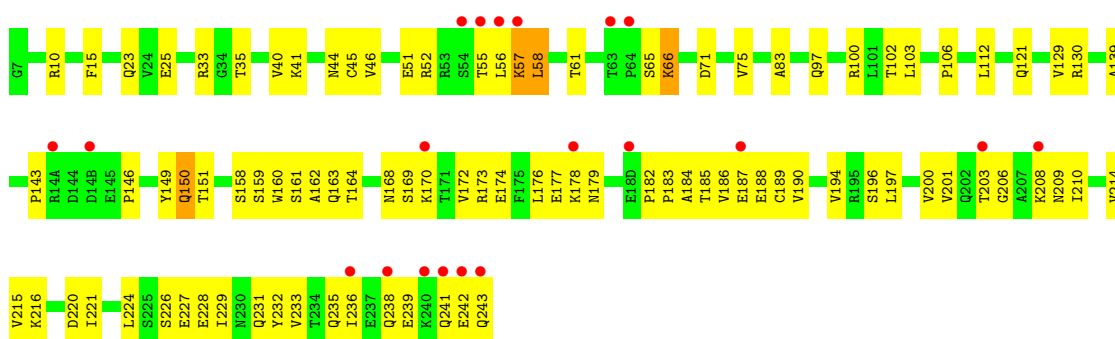 G7 R10 F15 Q23 V24 E25 R33 G34 T35 V40 K41 N44 C45 V46 E51 R52 R53 S54 T55 L56 K57 L58 T61 T63 P64 S65 K66 D71 V75 A83 Q97 R100 L101 T102 L103 P106 L112 Q121 V129 R130 A139
P143 R14A D144 D14B E145 P146 Y149 Q150 T151 S158 S159 W160 S161 A162 Q163 T164 N168 S169 K170 T171 V172 R173 E174 F175 L176 E177 K178 N179 E18D P182 P183 A184 T185 V186 E187 E188 C189 V190 V194 R195 S196 L197 V200 V201 Q202 T203 G206 A207 K208 N209 I210 V214
V215 K216 D220 I221 L224 S225 S226 E227 E228 I229 N230 Q231 Y232 V233 T234 Q235 I236 E237 Q238 E239 K240 Q241 E242 Q243